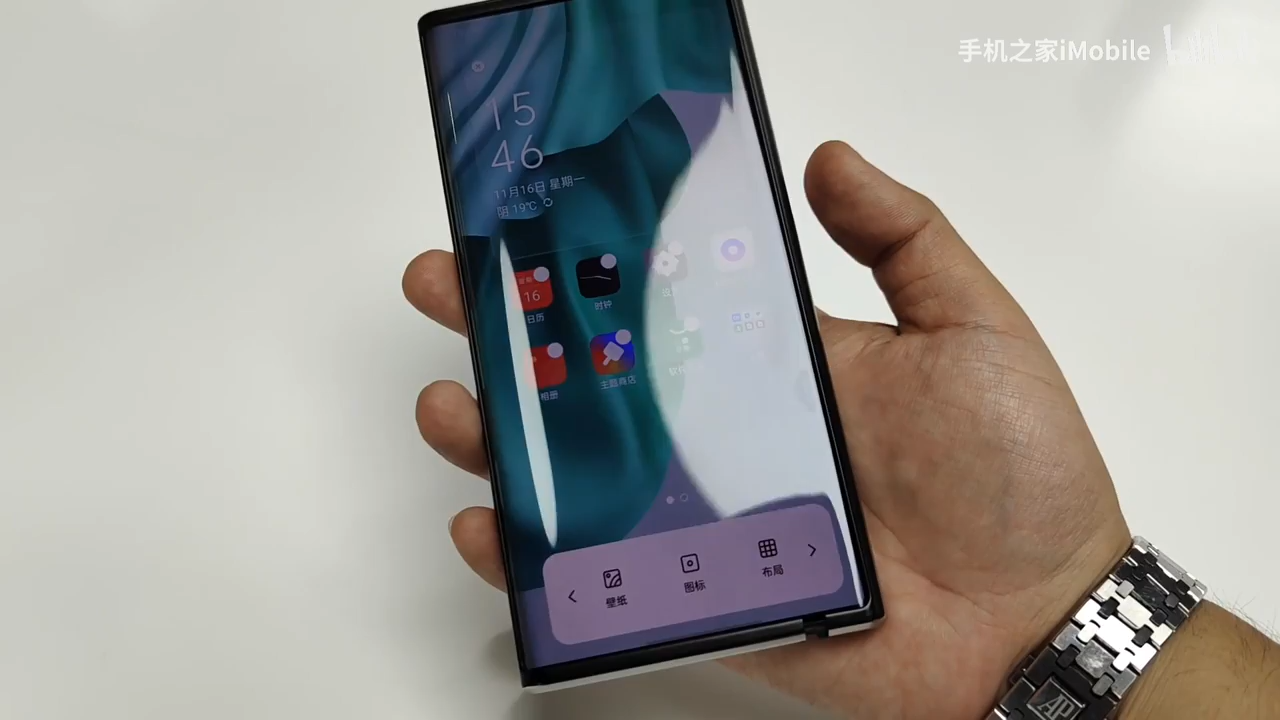 手机之家iMobile
15
46
11月16日 星期一
阴 19℃
16
日历
时钟
相册
主题商店
壁纸
图标
布局
AP